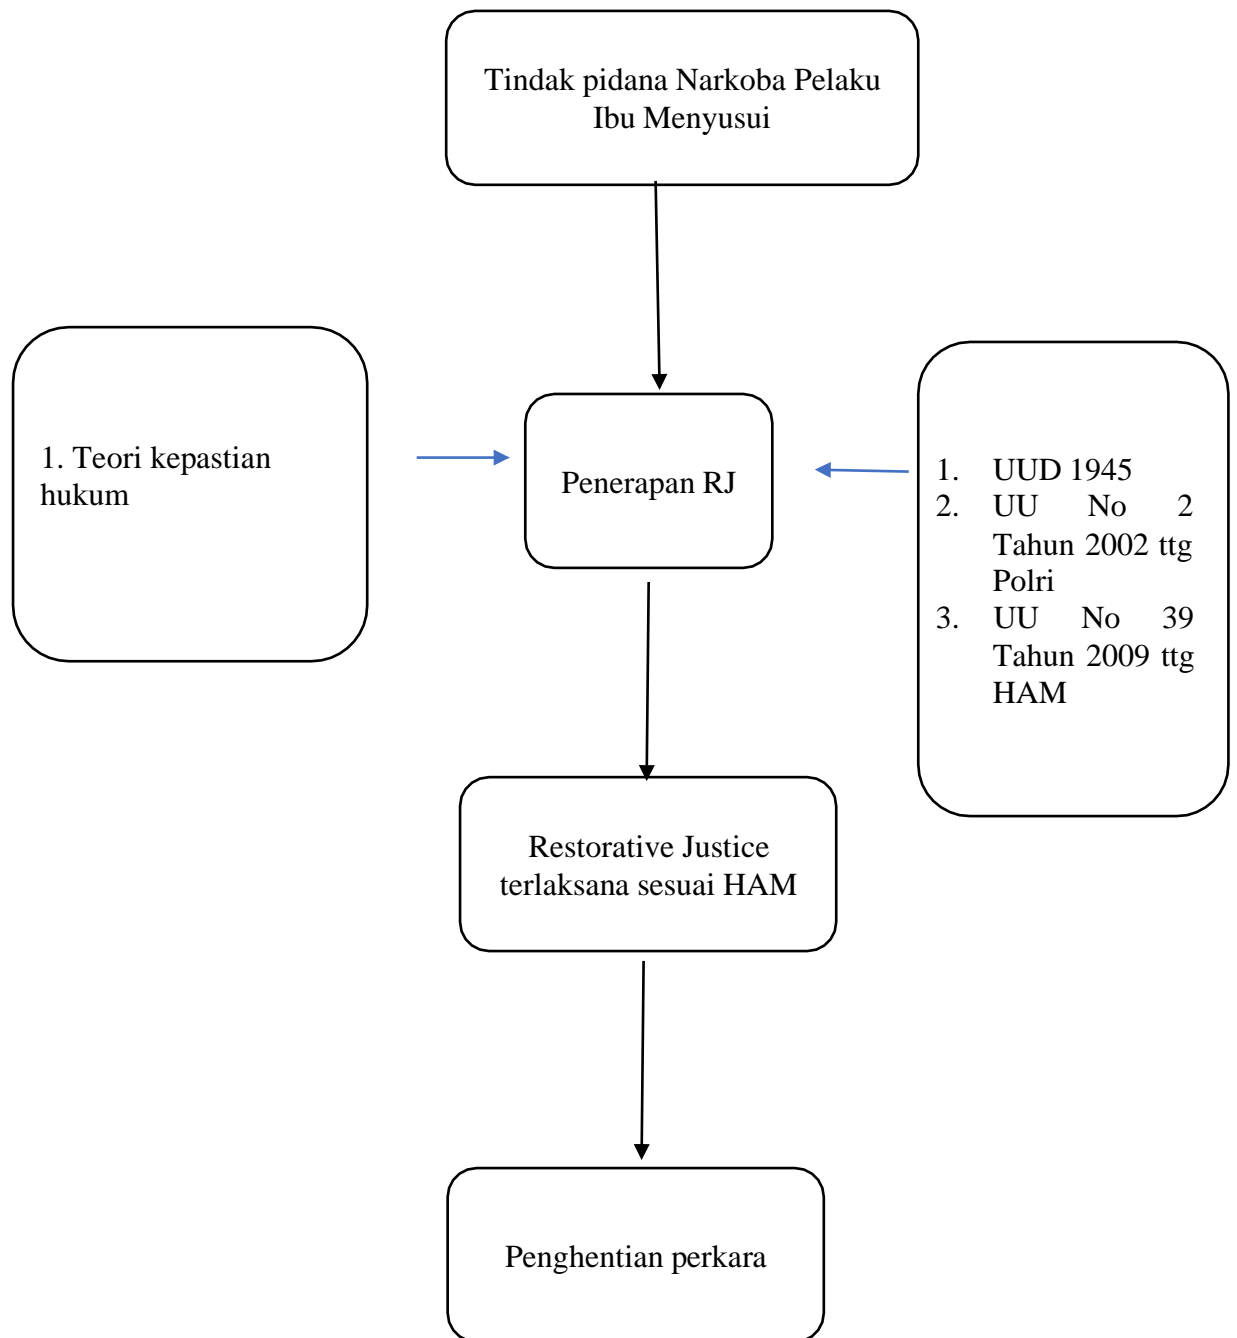 Tindak pidana Narkoba Pelaku
Ibu Menyusui
1. Teori kepastian
hukum
Penerapan RJ
1. UUD 1945
2. UU No 2
Tahun 2002 ttg
Polri
3. UU No 39
Tahun 2009 ttg
HAM
Restorative Justice
terlaksana sesuai HAM
Penghentian perkara